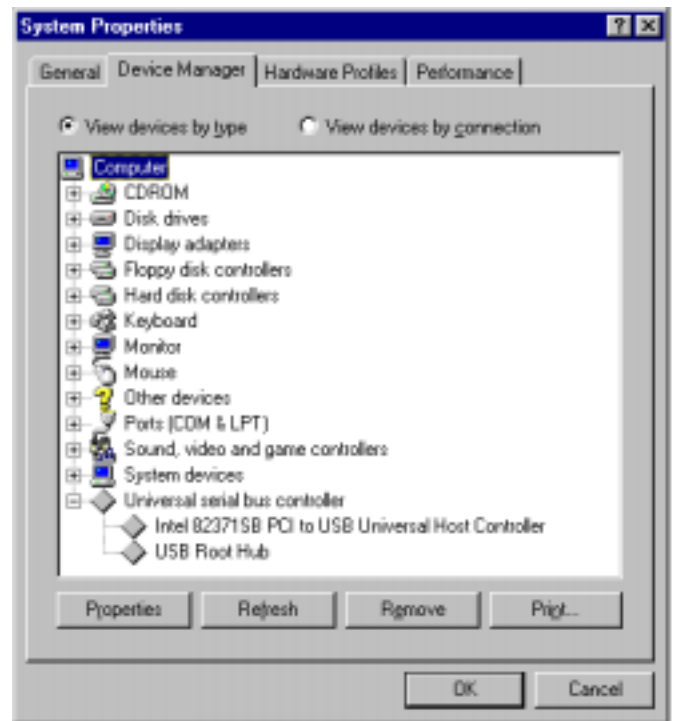 System Properties
General Device Manager Hardware Profiles Performance
View devices by type View devices by connection
Computer
CDROM
Disk drives
Display adapters
Floppy disk controllers
Hard disk controllers
Keyboard
Monitor
Mouse
Other devices
Ports (COM & LPT)
Sound, video and game controllers
System devices
Universal serial bus controller
Intel 82371SB PCI to USB Universal Host Controller
USB Root Hub
Properties Refresh Remove Print...
OK Cancel